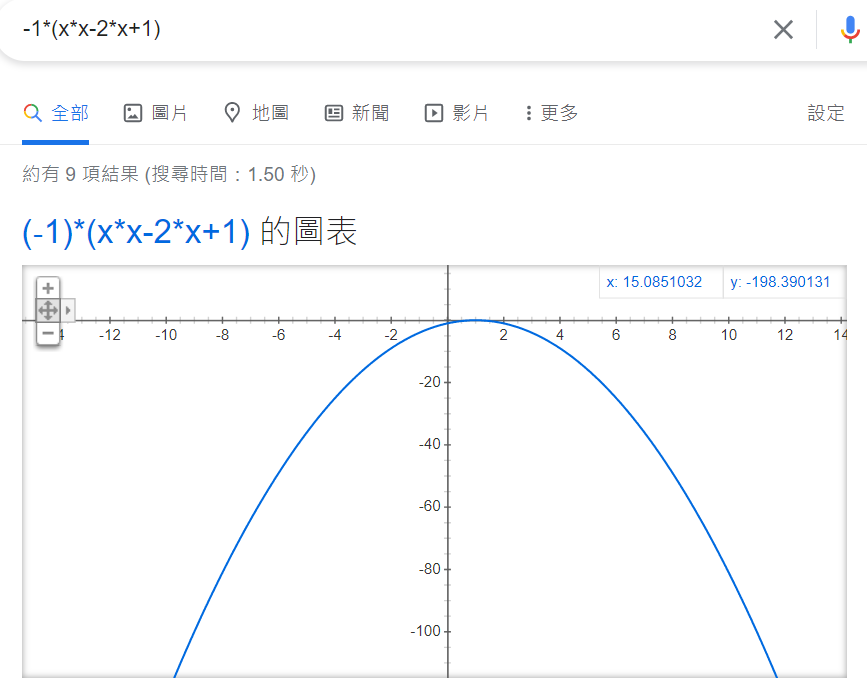 -1*(x*x-2*x+1)
全部 圖片 地圖 新聞 影片 更多 設定
約有 9 項結果 (搜尋時間：1.50 秒)
(-1)*(x*x-2*x+1) 的圖表
x: 15.0851032 y: -198.390131
4 -12 -10 -8 -6 -4 -2 2 4 6 8 10 12 14
-20
-40
-60
-80
-100